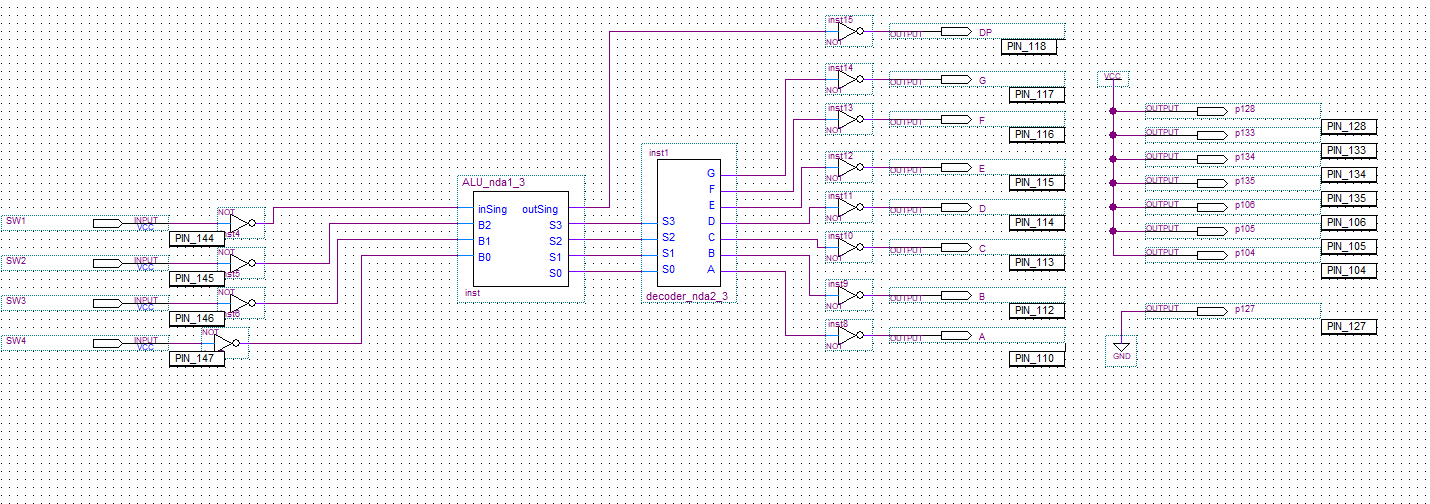 inst15
NOT
OUTPUT
DP
PIN_118
inst14
NOT
OUTPUT
G
PIN_117
inst13
NOT
OUTPUT
F
PIN_116
inst12
NOT
OUTPUT
E
PIN_115
inst11
NOT
OUTPUT
D
PIN_114
inst10
NOT
OUTPUT
C
PIN_113
inst9
NOT
OUTPUT
B
PIN_112
inst8
NOT
OUTPUT
A
PIN_110
VCC
OUTPUT
p128
PIN_128
OUTPUT
p133
PIN_133
OUTPUT
p134
PIN_134
OUTPUT
p135
PIN_135
OUTPUT
p106
PIN_106
OUTPUT
p105
PIN_105
OUTPUT
p104
PIN_104
OUTPUT
p127
PIN_127
GND
inst1
G
F
E
S3 D
S2 C
S1 B
S0 A
decoder_nda2_3
ALU_nda1_3
inSing outSing
B2 S3
B1 S2
B0 S1
S0
inst
SW1
INPUT
VCC
PIN_144
NOT
SW2
INPUT
VCC
PIN_145
NOT
SW3
INPUT
VCC
PIN_146
NOT
SW4
INPUT
VCC
PIN_147
NOT